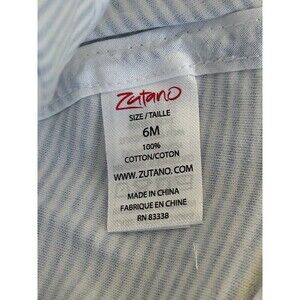 Zutano
SIZE/TAILLE
6M
100%
COTTON/COTON
WWW.ZUTANO.COM
MADE IN CHINA
FABRIQUE EN CHINE
RN 83338